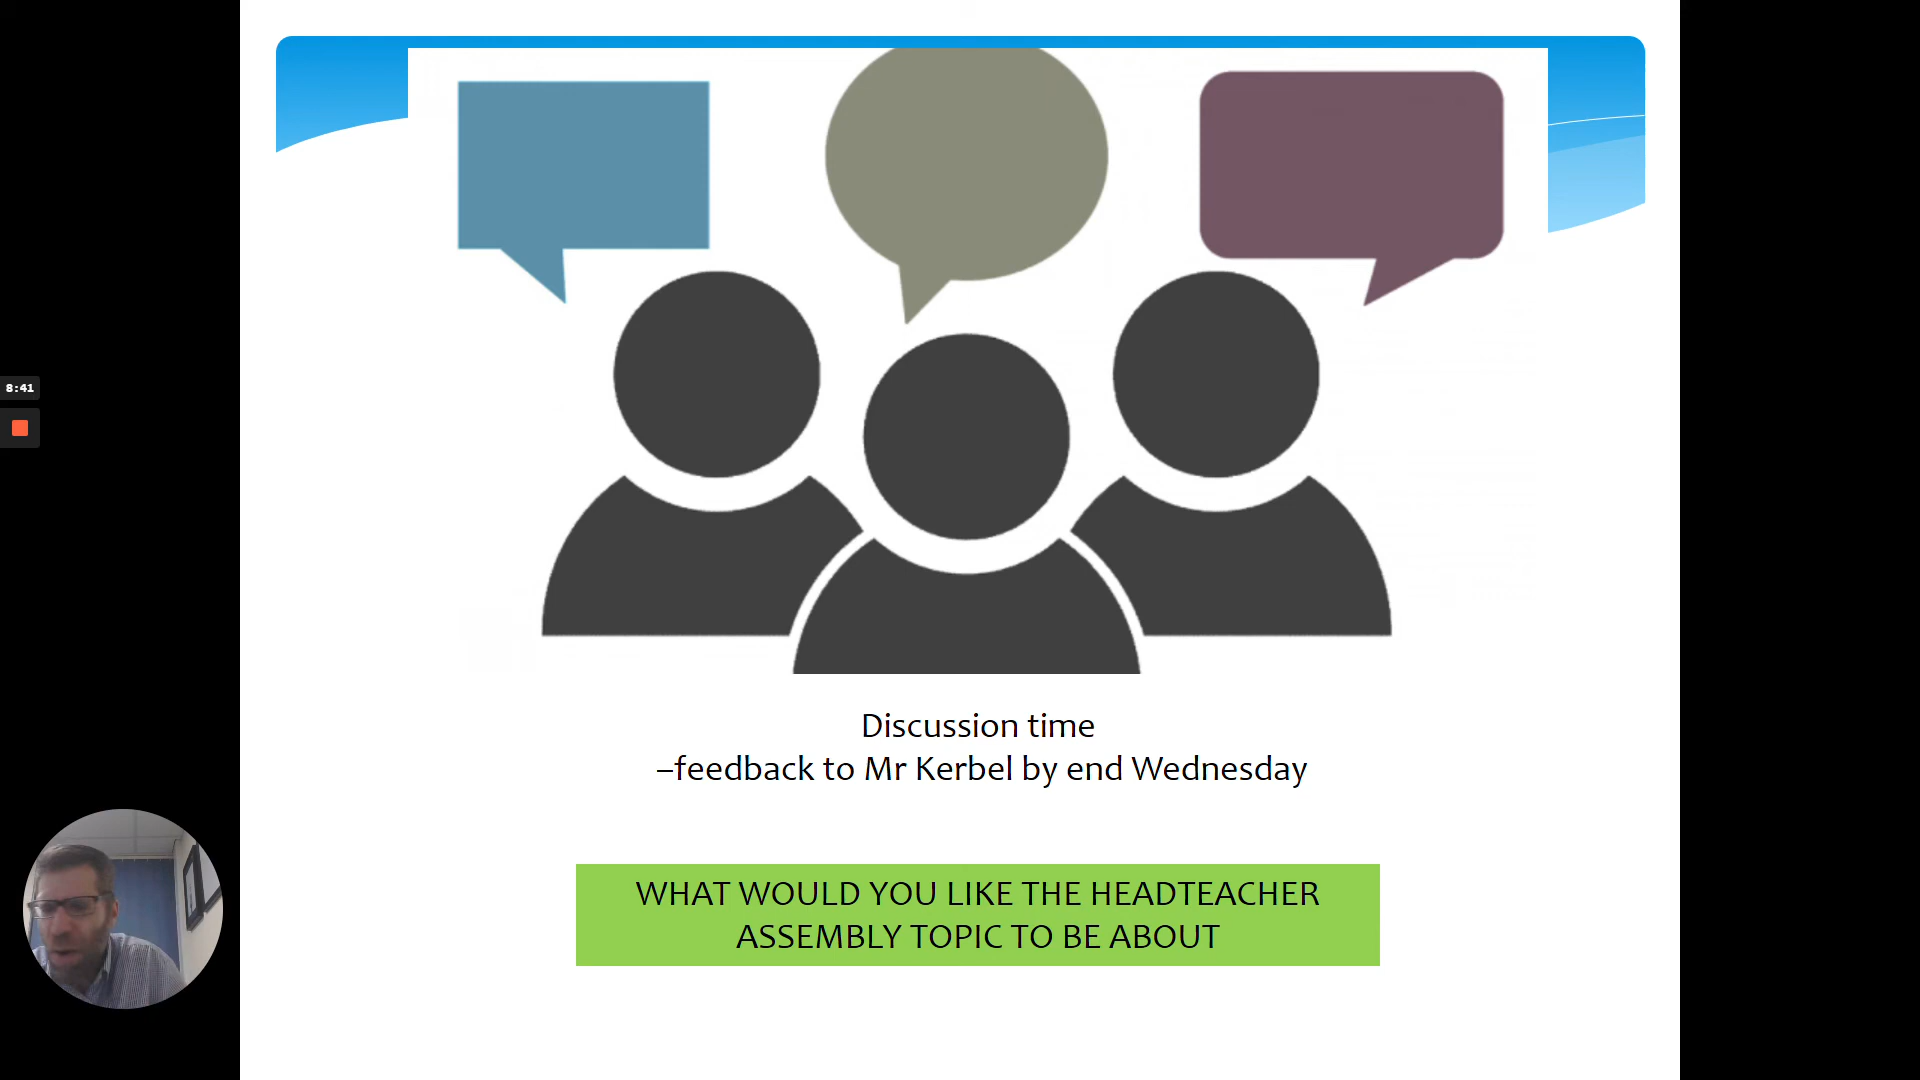 8:41
Discussion time
–feedback to Mr Kerbel by end Wednesday
WHAT WOULD YOU LIKE THE HEADTEACHER
ASSEMBLY TOPIC TO BE ABOUT